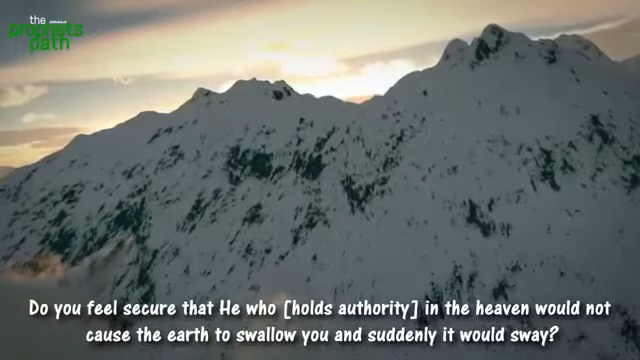 the
prophets
path
Do you feel secure that He who [holds authority] in the heaven would not
cause the earth to swallow you and suddenly it would sway?